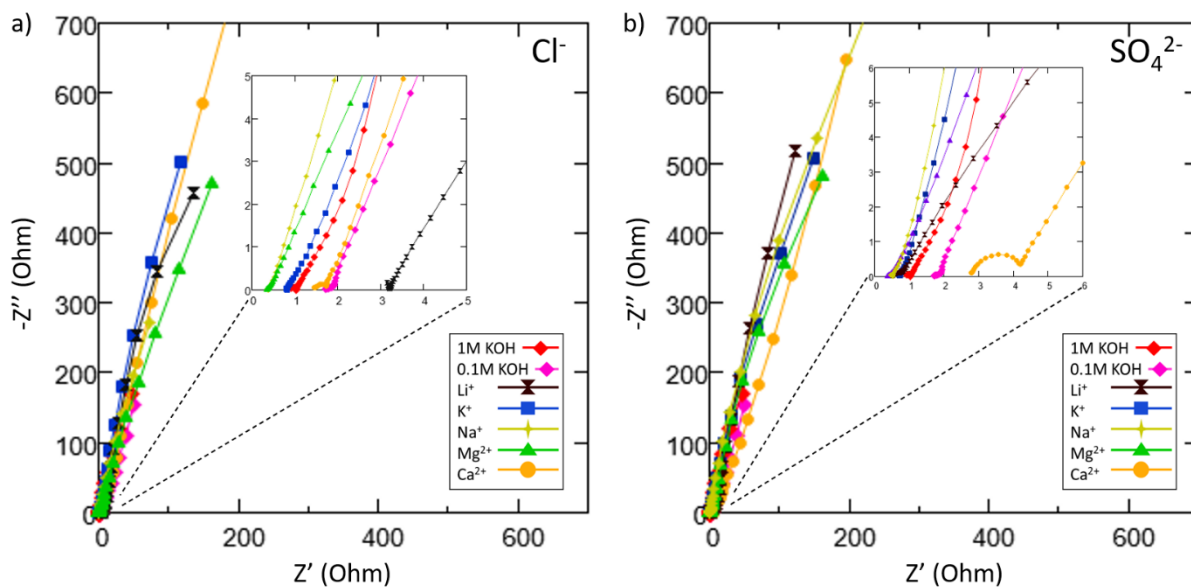 a)
Cl-
700
600
500
400
300
200
100
0
-Z'' (Ohm)
0 200 400 600
Z' (Ohm)
5
4
3
2
1
0
0 1 2 3 4 5
1M KOH
0.1M KOH
Li+
K+
Na+
Mg2+
Ca2+
b)
SO₄²⁻
700
600
500
400
300
200
100
0
-Z'' (Ohm)
0 200 400 600
Z' (Ohm)
6
5
4
3
2
1
0
0 1 2 3 4 5 6
1M KOH
0.1M KOH
Li+
K+
Na+
Mg2+
Ca2+